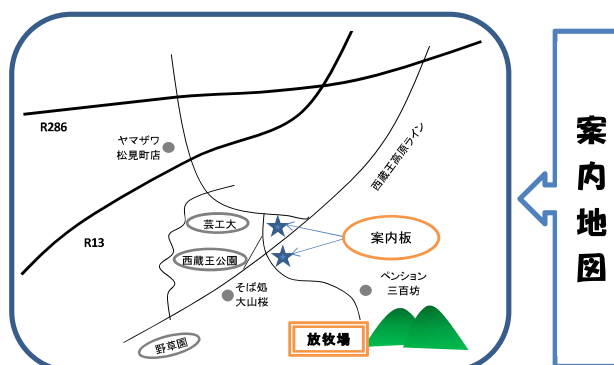 R286
ヤマザワ
松見町店
西蔵王高原ライン
芸工大
案内板
R13
西蔵王公園
ペンション
三百坊
そば処
大山桜
放牧場
野草園
案内地図